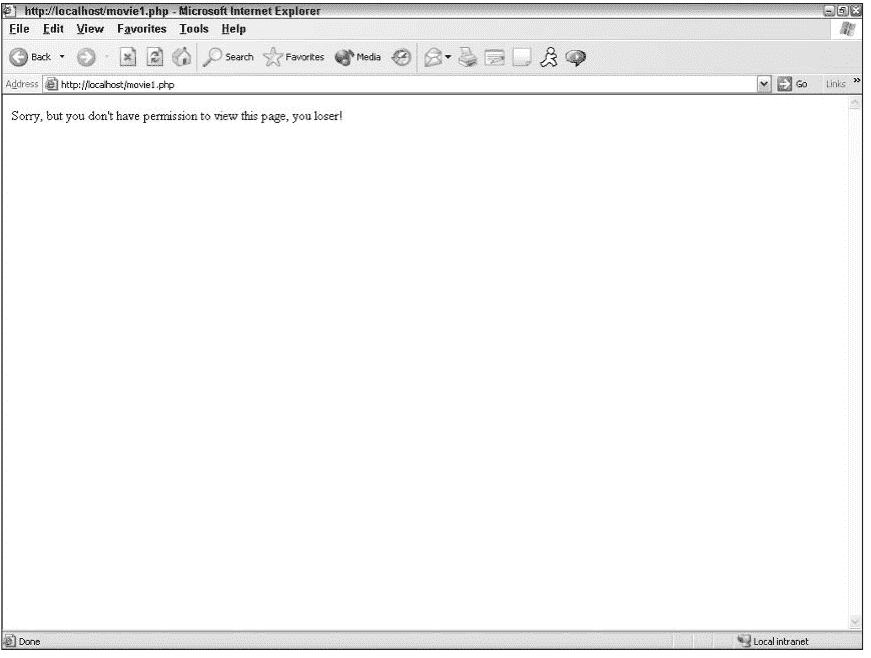 http://localhost/movie1.php - Microsoft Internet Explorer
File Edit View Favorites Tools Help
Back Search Favorites Media
Address http://localhost/movie1.php Go Links »
Sorry, but you don't have permission to view this page, you loser!
Done Local intranet